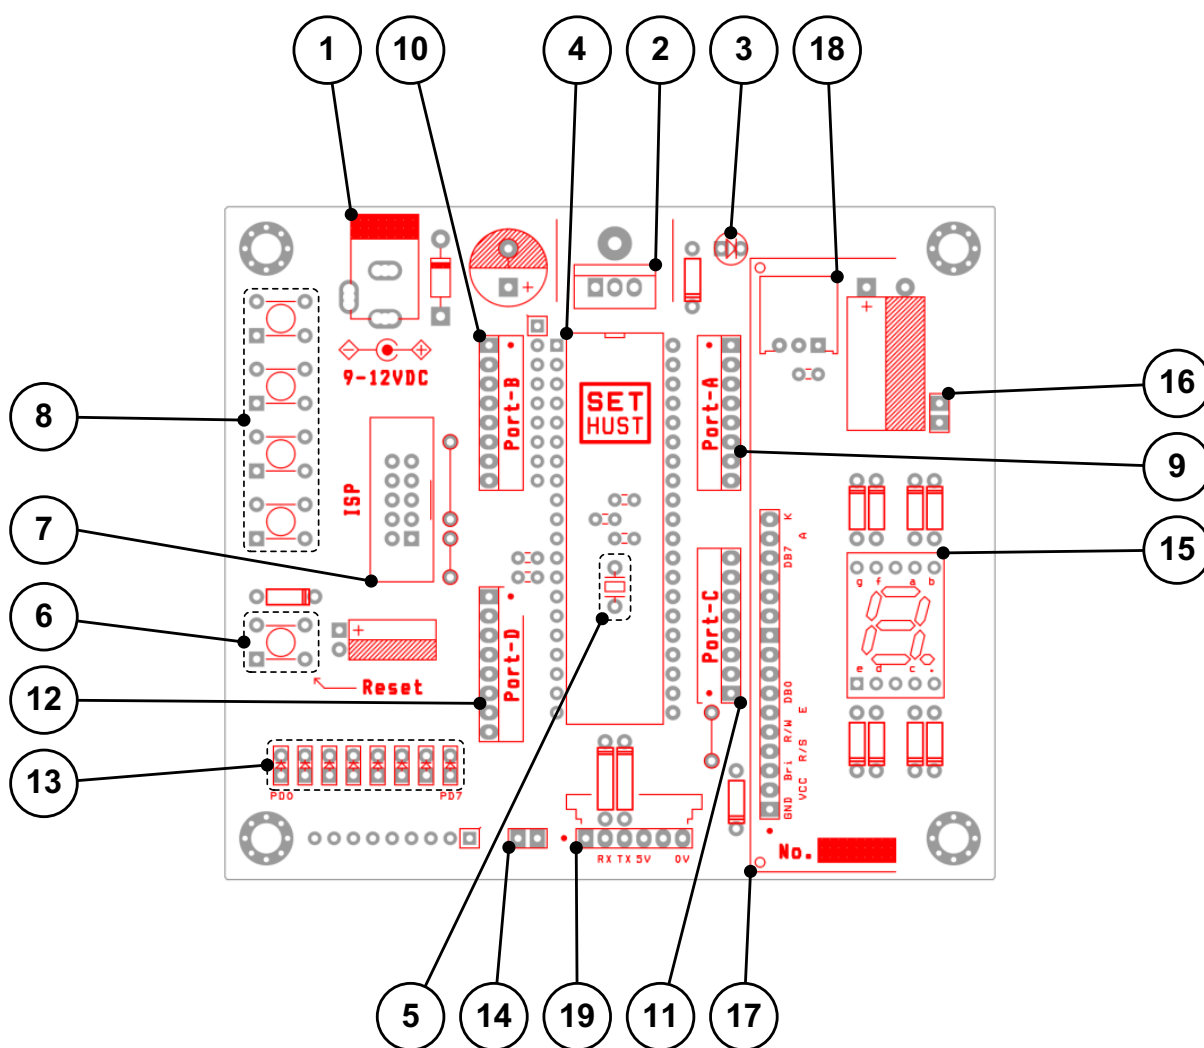 1
10
4
2
3
18
9-12VDC
Port-B
SET
HUST
Port-A
16
8
ISP
9
7
K
A
DB7
15
g f a b
6
Port-C
e d c .
Port-D
Reset
12
DB0
E
R/W
R/S
13
PD0
PD7
Bri
VCC
GND
RX TX 5V 0V
No.
5
14
19
11
17